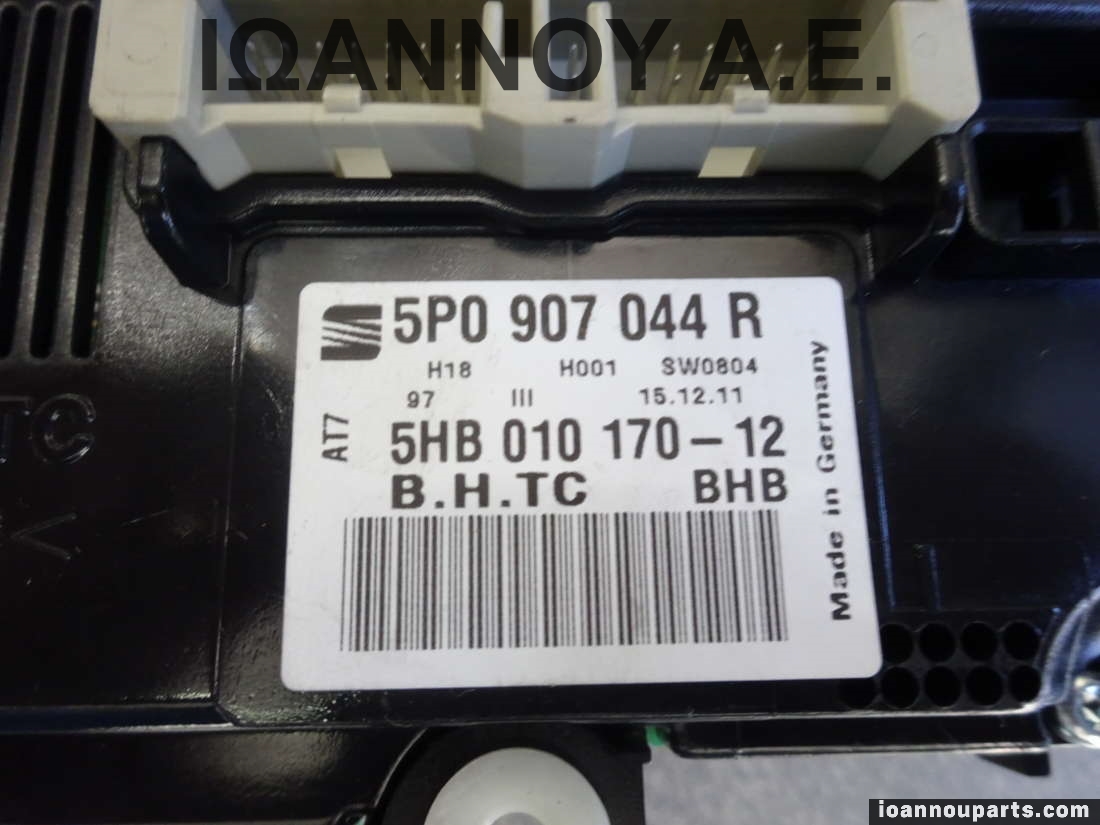 ΙΩΑΝΝΟΥ Α.Ε.
5P0 907 044 R
H18 H001 SW0804
97 III 15.12.11
AT7
5HB 010 170-12
B.H.TC BHB
Made in Germany
ioannouparts.com